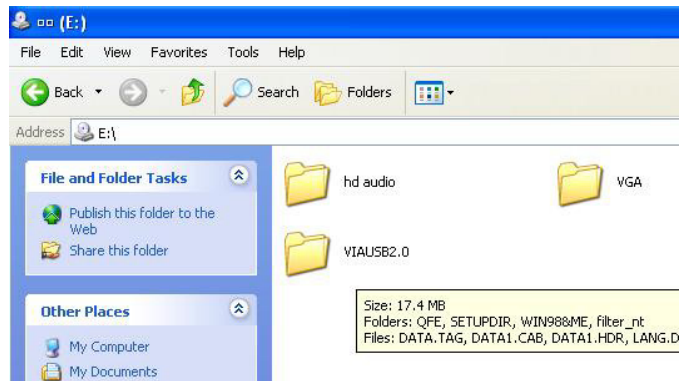 (E:)
File Edit View Favorites Tools Help
Back Search Folders
Address E:\
File and Folder Tasks
Publish this folder to the
Web
Share this folder
Other Places
My Computer
My Documents
hd audio VGA
VIAUSB2.0
Size: 17.4 MB
Folders: QFE, SETUPDIR, WIN98&ME, filter_nt
Files: DATA.TAG, DATA1.CAB, DATA1.HDR, LANG.D